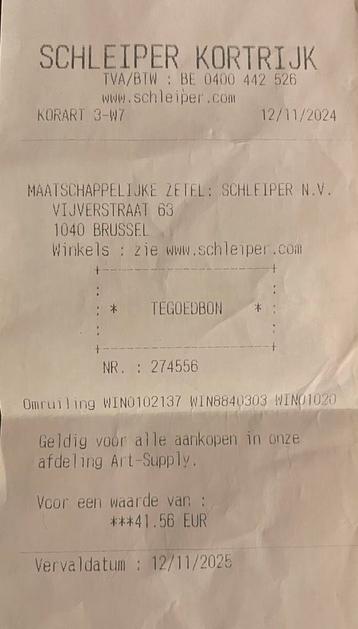 SCHLEIPER KORTRIJK
TVA/BTW : BE 0400 442 526
www.schleiper.com
KORART 3-W7 12/11/2024
MAATSCHAPPELIJKE ZETEL: SCHLEIPER N.V.
VIJVERSTRAAT 63
1040 BRUSSEL
Winkels : zie www.schleiper.com
* TEGOEDBON *
NR. : 274556
Omruiling WIN0102137 WIN8840303 WIN01020
Geldig voor alle aankopen in onze
afdeling Art-Supply.
Voor een waarde van :
***41.56 EUR
Vervaldatum : 12/11/2025